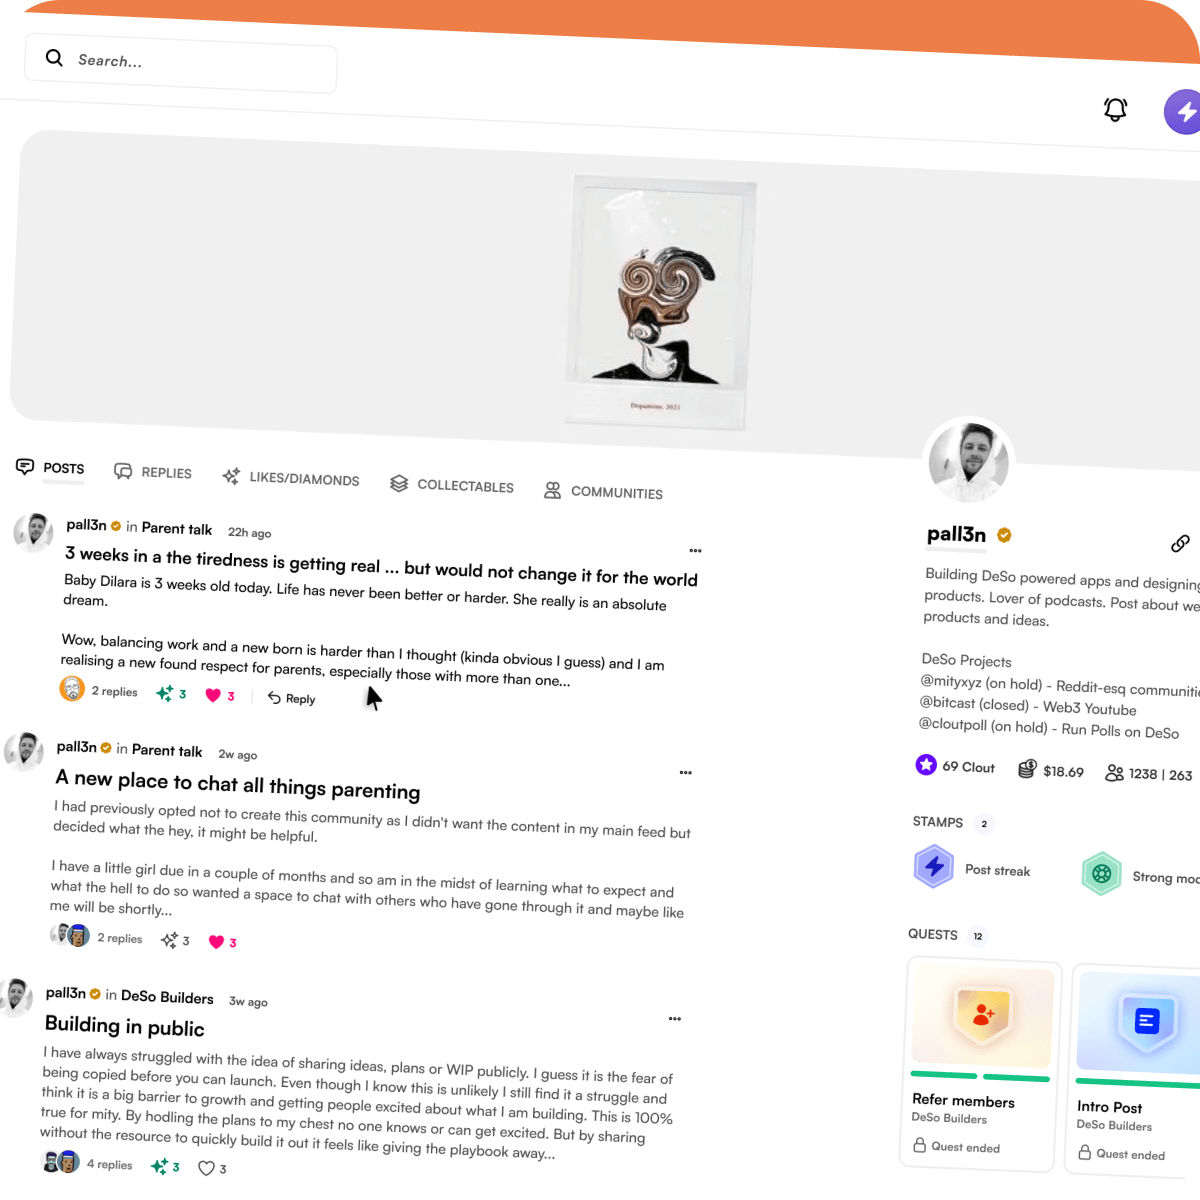 Search...
Dopamine, 2021
POSTS
REPLIES
LIKES/DIAMONDS
COLLECTABLES
COMMUNITIES
pall3n in Parent talk 22h ago
3 weeks in a the tiredness is getting real ... but would not change it for the world
Baby Dilara is 3 weeks old today. Life has never been better or harder. She really is an absolute
dream.
Wow, balancing work and a new born is harder than I thought (kinda obvious I guess) and I am
realising a new found respect for parents, especially those with more than one...
2 replies 3 3 Reply
pall3n in Parent talk 2w ago
A new place to chat all things parenting
I had previously opted not to create this community as I didn't want the content in my main feed but
decided what the hey, it might be helpful.
I have a little girl due in a couple of months and so am in the midst of learning what to expect and
what the hell to do so wanted a space to chat with others who have gone through it and maybe like
me will be shortly...
2 replies 3 3
pall3n in DeSo Builders 3w ago
Building in public
I have always struggled with the idea of sharing ideas, plans or WIP publicly. I guess it is the fear of
being copied before you can launch. Even though I know this is unlikely I still find it a struggle and
think it is a big barrier to growth and getting people excited about what I am building. This is 100%
true for mity. By hodling the plans to my chest no one knows or can get excited. But by sharing
without the resource to quickly build it out it feels like giving the playbook away...
4 replies 3 3
pall3n
Building DeSo powered apps and designing
products. Lover of podcasts. Post about we
products and ideas.
DeSo Projects
@mityxyz (on hold) - Reddit-esq communitie
@bitcast (closed) - Web3 Youtube
@cloutpoll (on hold) - Run Polls on DeSo
69 Clout $18.69 1238 | 263
STAMPS 2
Post streak
Strong mod
QUESTS 12
Refer members
DeSo Builders
Quest ended
Intro Post
DeSo Builders
Quest ended